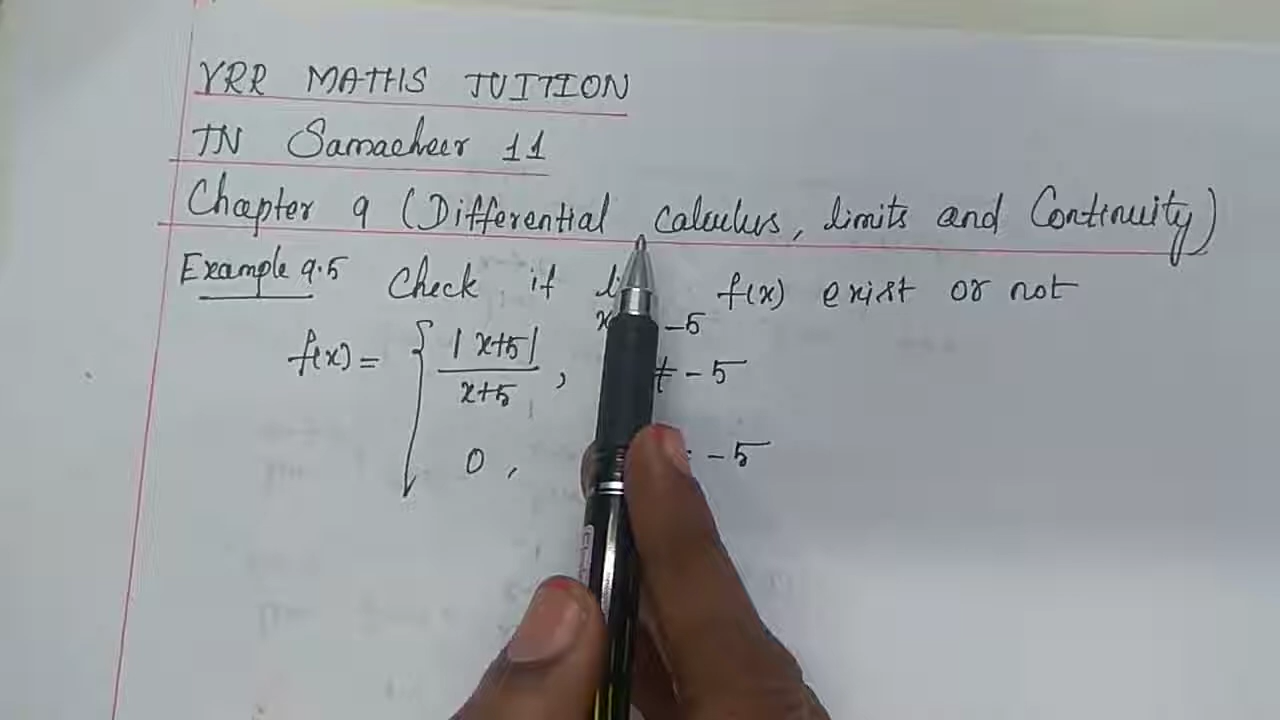 YRR MATHS TUITION
TN Samacheer 11
Chapter 9 (Differential calculus, limits and Continuity)
Example 9.5 Check if f(x) exist or not
x -5
f(x) = { |x+5| / x+5 , ≠ -5
0 , -5